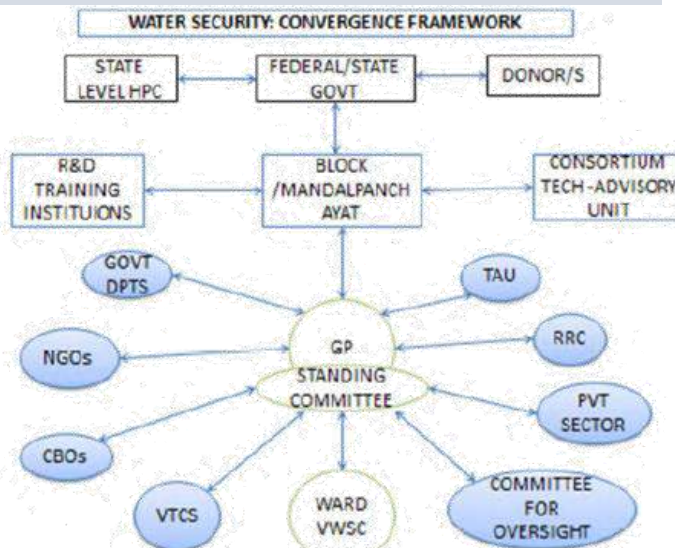 WATER SECURITY: CONVERGENCE FRAMEWORK
STATE
LEVEL HPC
FEDERAL/STATE
GOVT
DONOR/S
R&D
TRAINING
INSTITUIONS
BLOCK
/MANDALPANCH
AYAT
CONSORTIUM
TECH -ADVISORY
UNIT
GOVT
DPTS
TAU
NGOs
GP
RRC
STANDING
COMMITTEE
PVT
SECTOR
CBOs
VTCS
WARD
VWSC
COMMITTEE
FOR
OVERSIGHT